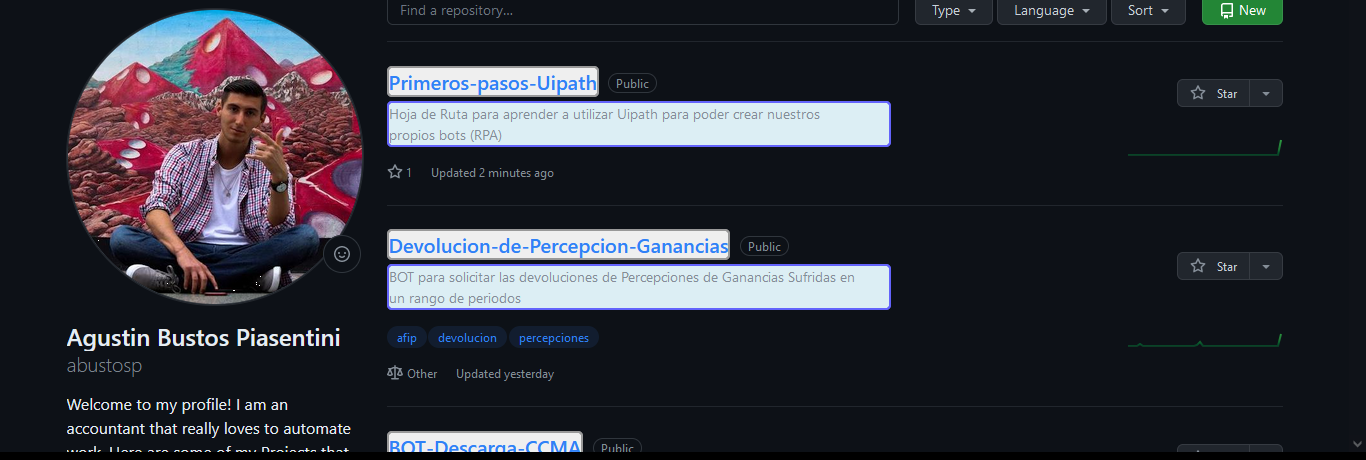 Find a repository...
Type
Language
Sort
New
Primeros-pasos-Uipath
Public
Star
Hoja de Ruta para aprender a utilizar Uipath para poder crear nuestros
propios bots (RPA)
1
Updated 2 minutes ago
Devolucion-de-Percepcion-Ganancias
Public
Star
BOT para solicitar las devoluciones de Percepciones de Ganancias Sufridas en
un rango de periodos
afip
devolucion
percepciones
Other
Updated yesterday
BOT-Descarga-CCMA
Public
Agustin Bustos Piasentini
abustosp
Welcome to my profile! I am an
accountant that really loves to automate
work. Here are some of my Projects that